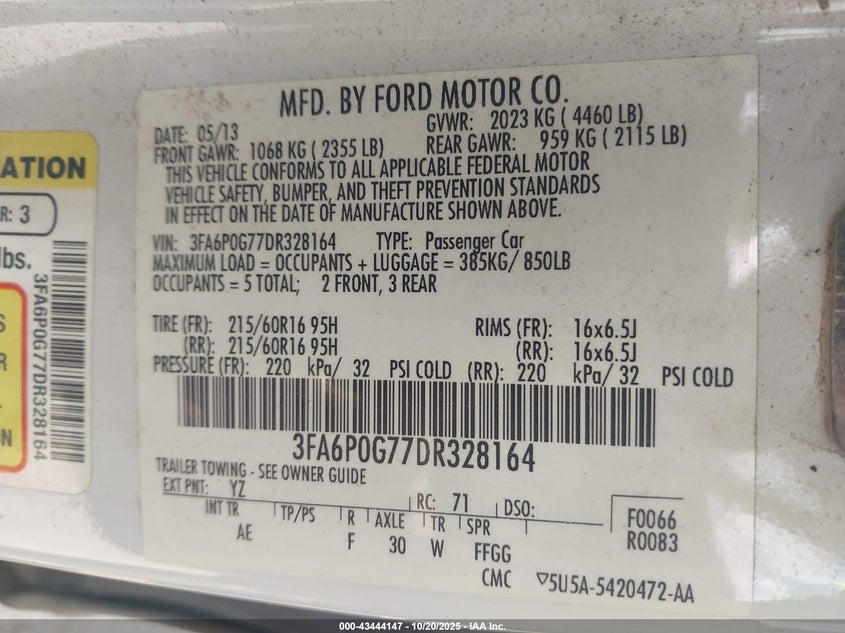 MFD. BY FORD MOTOR CO.
DATE: 05/13 GVWR: 2023 KG ( 4460 LB)
FRONT GAWR: 1068 KG ( 2355 LB) REAR GAWR: 959 KG ( 2115 LB)
THIS VEHICLE CONFORMS TO ALL APPLICABLE FEDERAL MOTOR
VEHICLE SAFETY, BUMPER, AND THEFT PREVENTION STANDARDS
IN EFFECT ON THE DATE OF MANUFACTURE SHOWN ABOVE.
VIN: 3FA6P0G77DR328164 TYPE: Passenger Car
MAXIMUM LOAD = OCCUPANTS + LUGGAGE = 385KG/ 850LB
OCCUPANTS = 5 TOTAL; 2 FRONT, 3 REAR
TIRE (FR): 215/60R16 95H RIMS (FR): 16x6.5J
(RR): 215/60R16 95H (RR): 16x6.5J
PRESSURE (FR): 220 kPa/ 32 PSI COLD (RR): 220 kPa/ 32 PSI COLD
3FA6P0G77DR328164
TRAILER TOWING - SEE OWNER GUIDE
EXT PNT: YZ RC: 71 DSO:
INT TR TP/PS R AXLE TR SPR F0066
AE F 30 W FFGG R0083
CMC ▽5U5A-5420472-AA
ATION
R: 3
lbs.
S
R
L
ON
3FA6P0G77DR328164
000-43444147 | 10/20/2025 - IAA Inc.